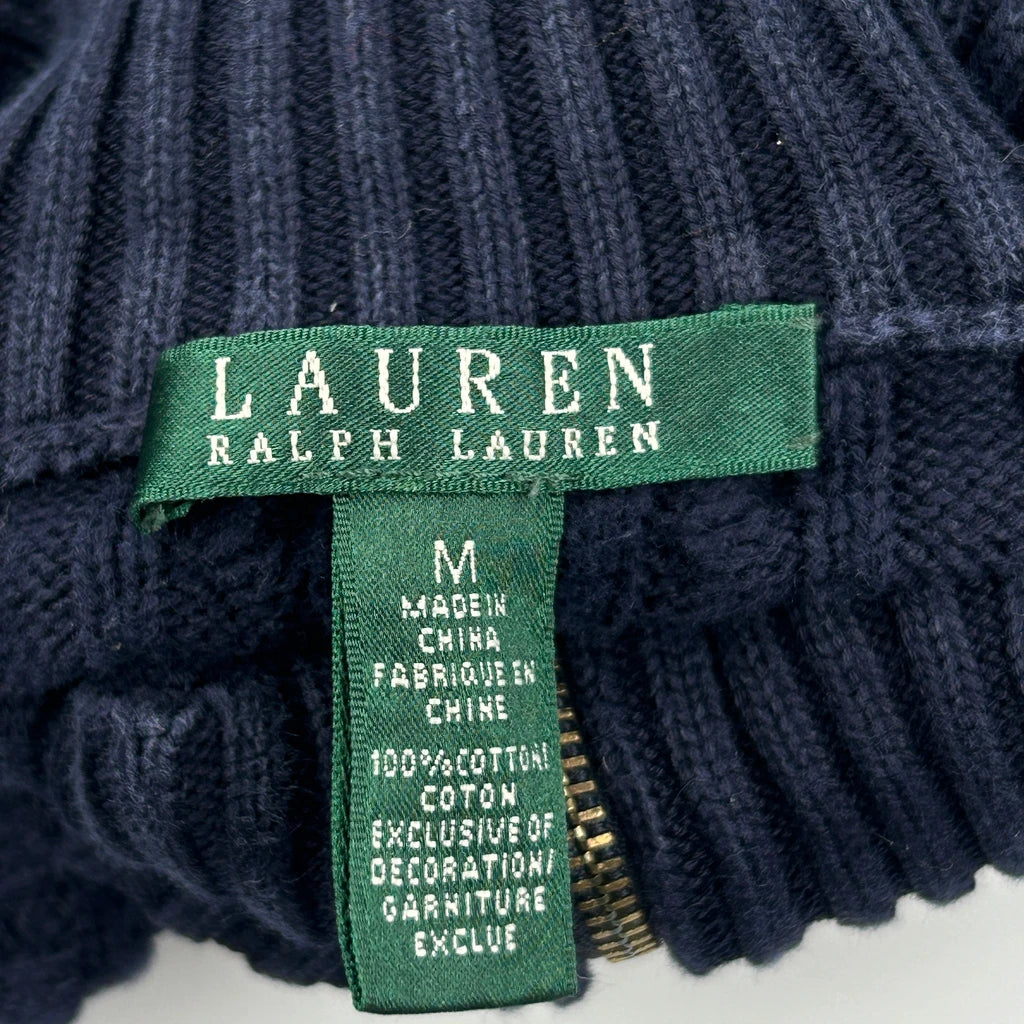 LAUREN
RALPH LAUREN
M
MADE IN
CHINA
FABRIQUE EN
CHINE
100% COTTON/
COTON
EXCLUSIVE OF
DECORATION/
GARNITURE
EXCLUE